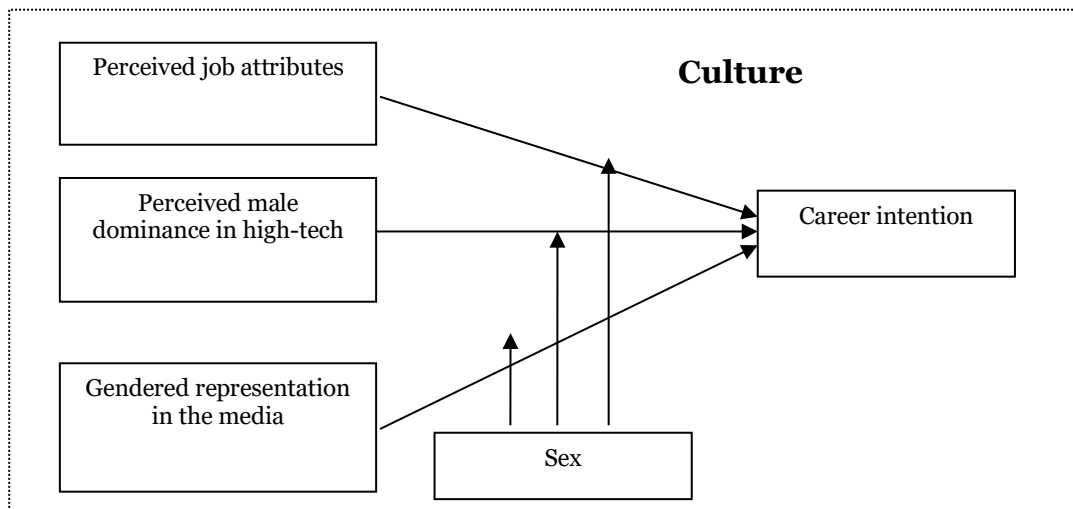 Culture
Perceived job attributes
Perceived male
dominance in high-tech
Gendered representation
in the media
Sex
Career intention